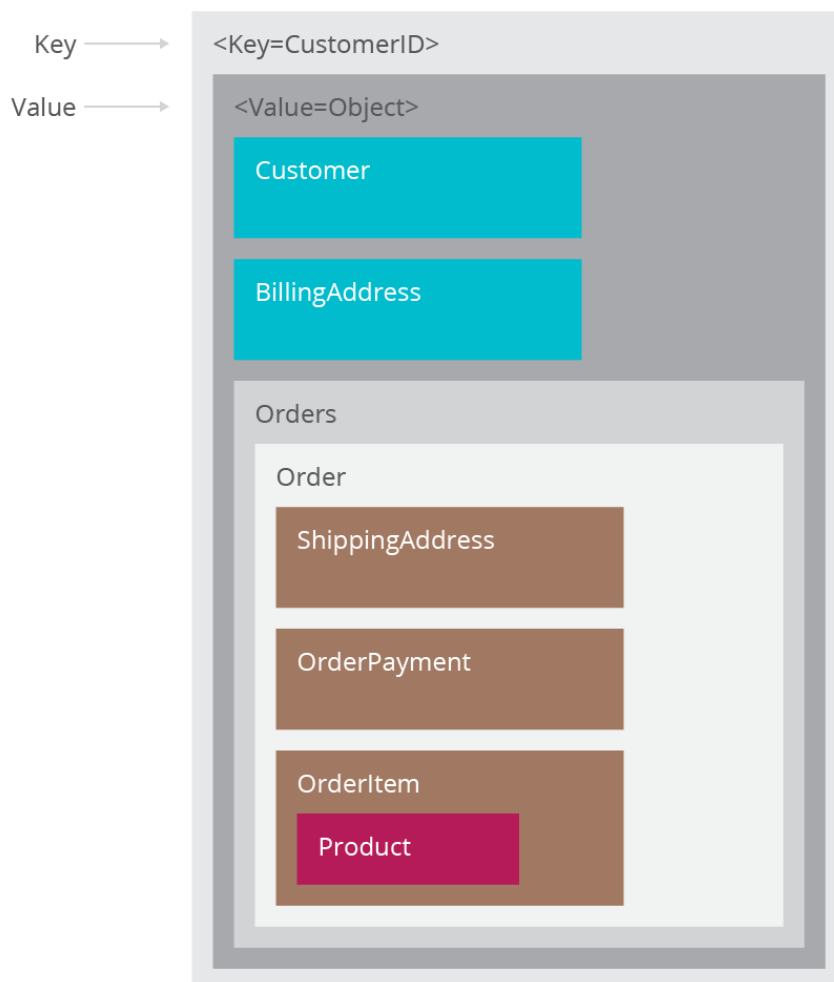 Key
<Key=CustomerID>
Value
<Value=Object>
Customer
BillingAddress
Orders
Order
ShippingAddress
OrderPayment
OrderItem
Product